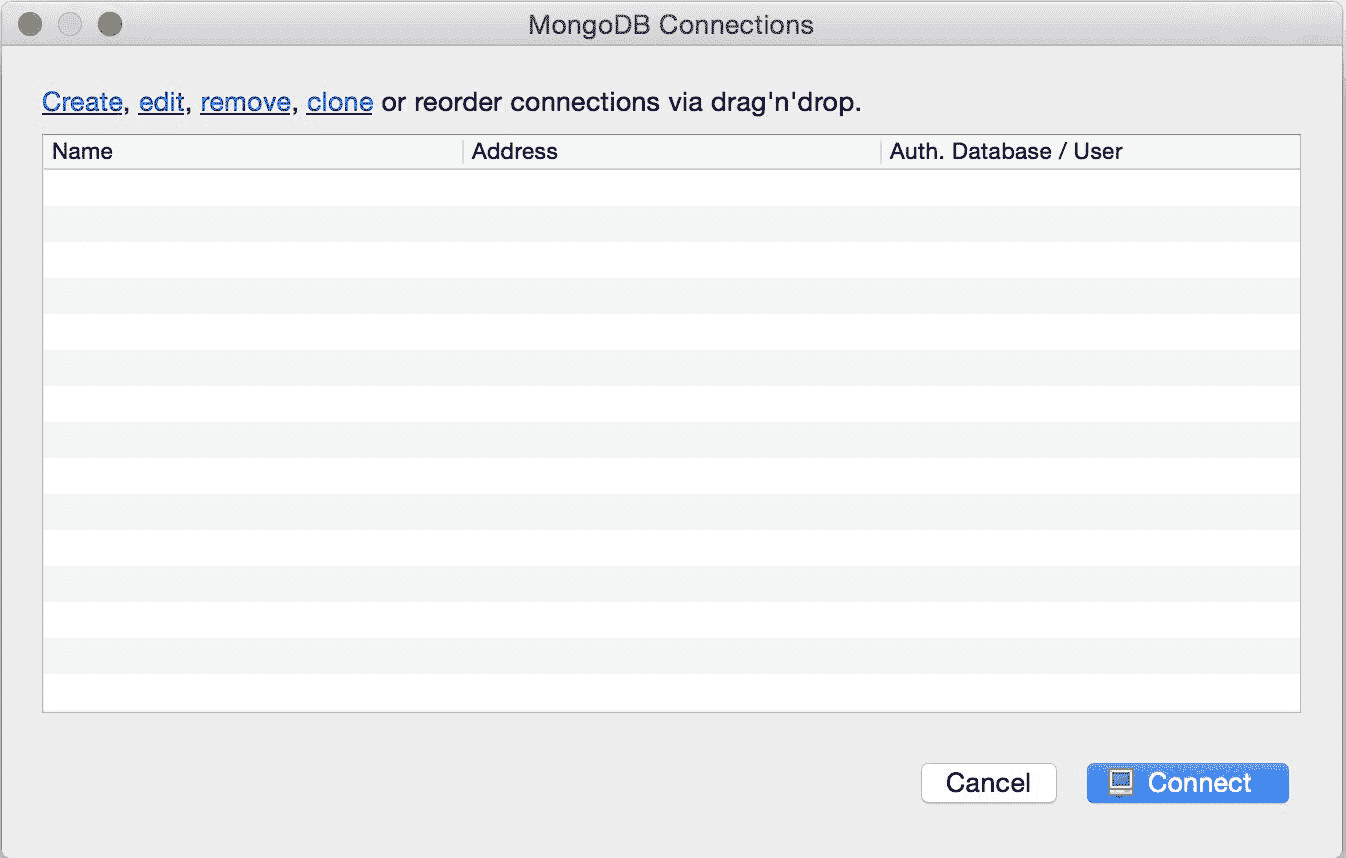 MongoDB Connections
Create, edit, remove, clone or reorder connections via drag'n'drop.
Name Address Auth. Database / User
Cancel Connect